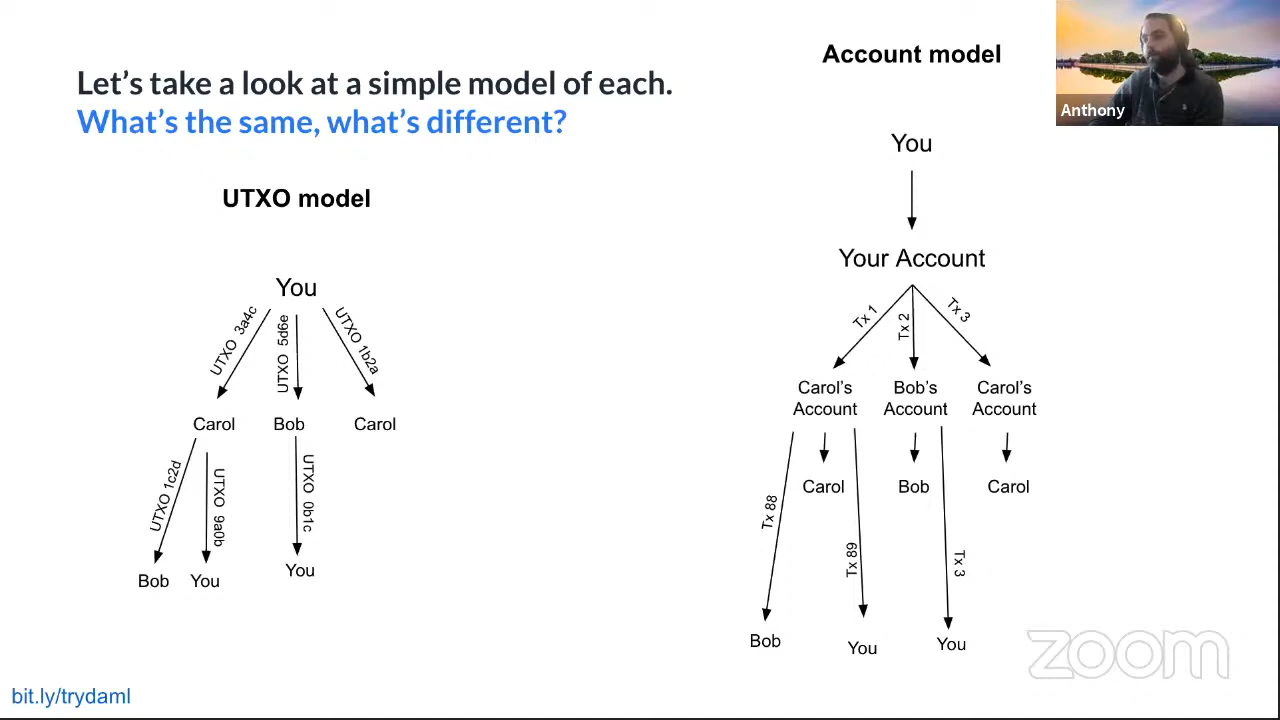 Let's take a look at a simple model of each.
What's the same, what's different?
UTXO model
You
UTXO 3a4c
UTXO 5d9e
UTXO 1b2a
Carol
Bob
Carol
UTXO 1c2d
UTXO 9a0b
UTXO 0b1c
Bob
You
You
Account model
You
Your Account
Tx 1
Tx 2
Tx 3
Carol's
Account
Bob's
Account
Carol's
Account
Carol
Bob
Carol
Tx 88
Tx 89
Tx 3
Bob
You
You
Anthony
zoom
bit.ly/trydaml